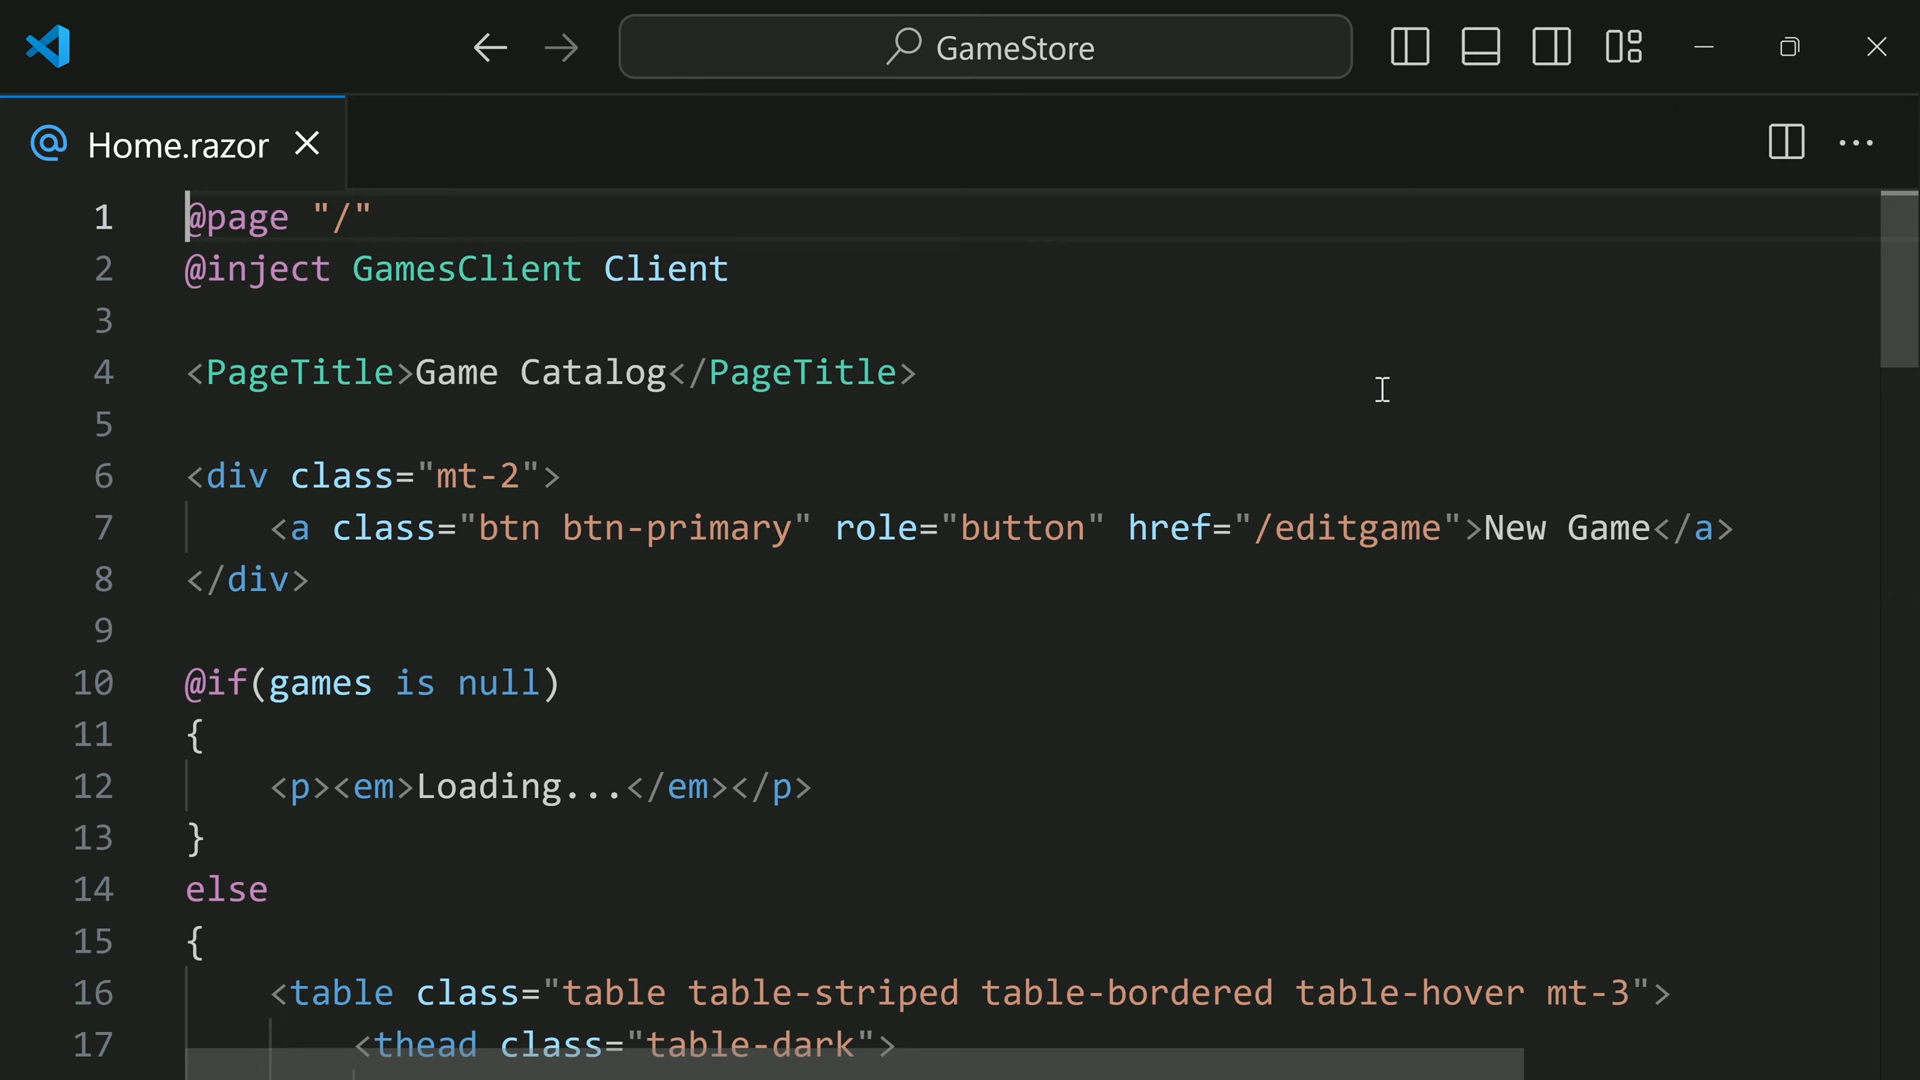 GameStore
Home.razor
1 @page "/"
2 @inject GamesClient Client
3
4 <PageTitle>Game Catalog</PageTitle>
5
6 <div class="mt-2">
7     <a class="btn btn-primary" role="button" href="/editgame">New Game</a>
8 </div>
9
10 @if(games is null)
11 {
12     <p><em>Loading...</em></p>
13 }
14 else
15 {
16     <table class="table table-striped table-bordered table-hover mt-3">
17         <thead class="table-dark">